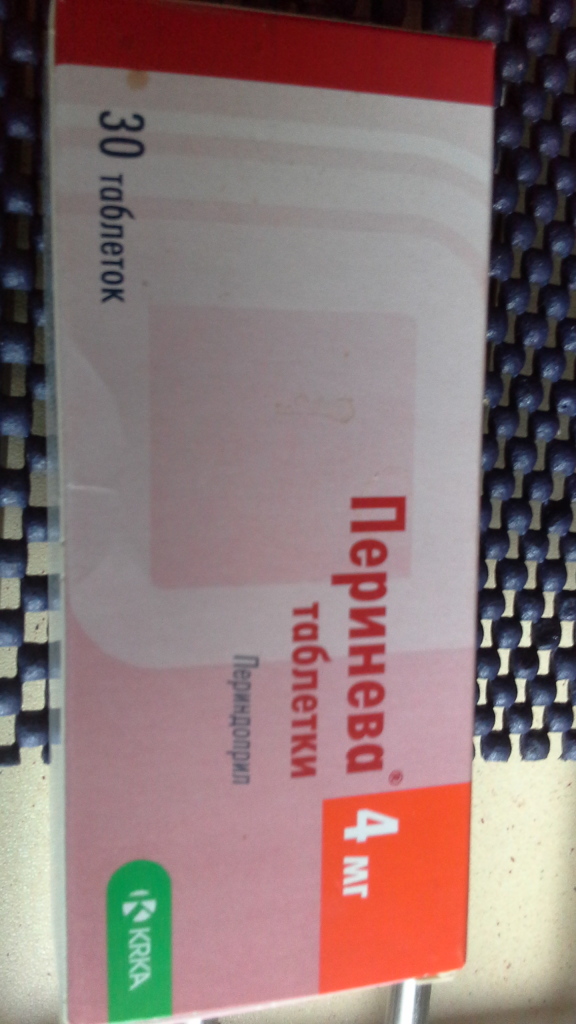 Перинева® 4 мг
таблетки
Периндоприл
30 таблеток
KRKA